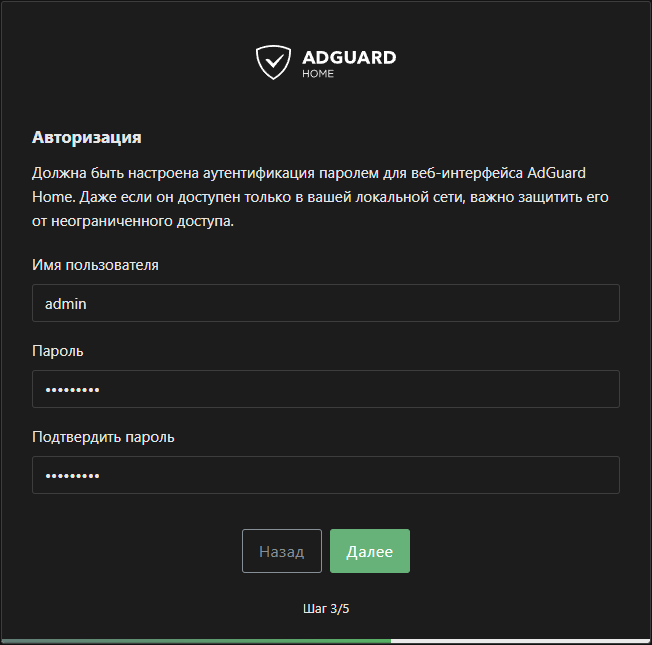 ADGUARD
HOME
Авторизация
Должна быть настроена аутентификация паролем для веб-интерфейса AdGuard
Home. Даже если он доступен только в вашей локальной сети, важно защитить его
от неограниченного доступа.
Имя пользователя
admin
Пароль
•••••••••
Подтвердить пароль
•••••••••
Назад
Далее
Шаг 3/5